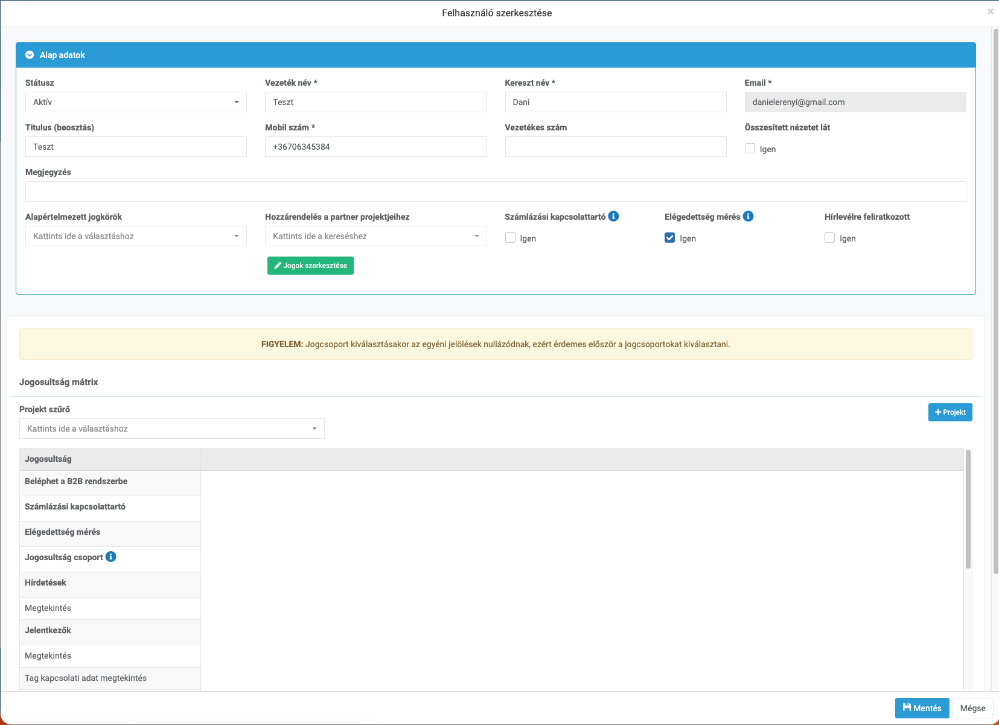 Felhasználó szerkesztése
×
Alap adatok
Státusz
Vezeték név *
Kereszt név *
Email *
Aktív
Teszt
Dani
danielerenyi@gmail.com
Titulus (beosztás)
Mobil szám *
Vezetékes szám
Összesített nézetet lát
Teszt
+36706345384
Igen
Megjegyzés
Alapértelmezett jogkörök
Hozzárendelés a partner projektjeihez
Számlázási kapcsolattartó
Elégedettség mérés
Hírlevélre feliratkozott
Kattints ide a választáshoz
Kattints ide a kereséshez
Igen
Igen
Igen
Jogok szerkesztése
FIGYELEM: Jogcsoport kiválasztásakor az egyéni jelölések nullázódnak, ezért érdemes először a jogcsoportokat kiválasztani.
Jogosultság mátrix
Projekt szűrő
+ Projekt
Kattints ide a választáshoz
Jogosultság
Beléphet a B2B rendszerbe
Számlázási kapcsolattartó
Elégedettség mérés
Jogosultság csoport
Hírdetések
Megtekintés
Jelentkezők
Megtekintés
Tag kapcsolati adat megtekintés
Mentés
Mégse